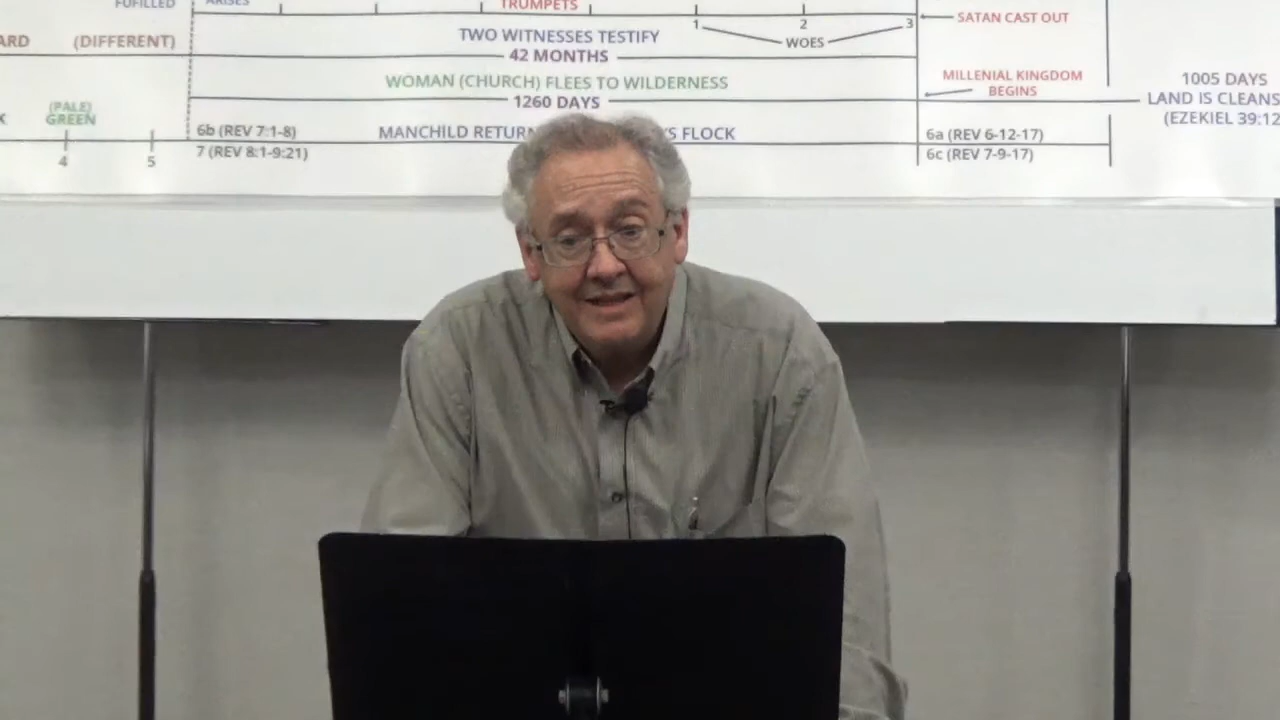 FUFILLED
ARISES
TRUMPETS
1
2
3
SATAN CAST OUT
ARD
(DIFFERENT)
TWO WITNESSES TESTIFY
WOES
42 MONTHS
WOMAN (CHURCH) FLEES TO WILDERNESS
MILLENIAL KINGDOM
BEGINS
1005 DAYS
LAND IS CLEANS
(EZEKIEL 39:12
1260 DAYS
K
(PALE)
GREEN
6b (REV 7:1-8)
MANCHILD RETURN
S FLOCK
6a (REV 6-12-17)
4
5
7 (REV 8:1-9:21)
6c (REV 7-9-17)